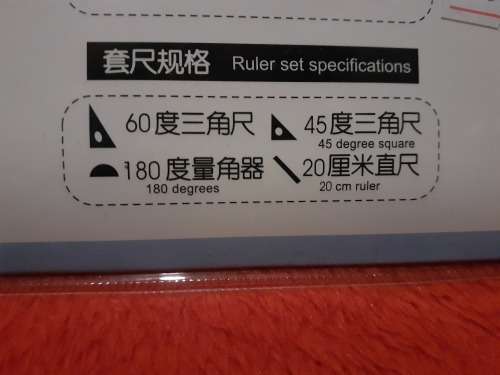 套尺规格 Ruler set specifications
60度三角尺 45度三角尺
45 degree square
180度量角器 20厘米直尺
180 degrees 20 cm ruler